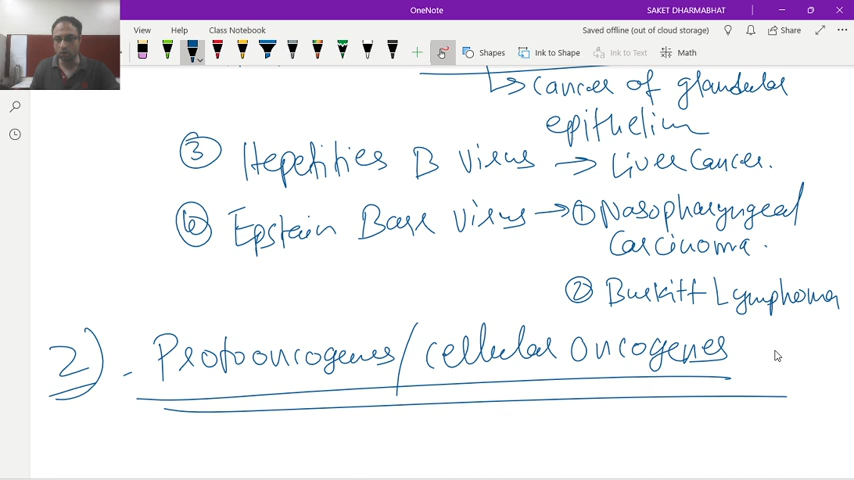 OneNote
SAKET DHARMABHAT
View Help Class Notebook
Saved offline (out of cloud storage)
Share
Shapes
Ink to Shape
Ink to Text
Math
↳ Cancer of glandular
epithelium
③ Hepetities B virus → Liver Cancer.
Epstein Barr virus → ① Nasopharyngeal
Carcinoma.
② Burkitt Lymphoma
2). Protooncogenes/cellular oncogenes